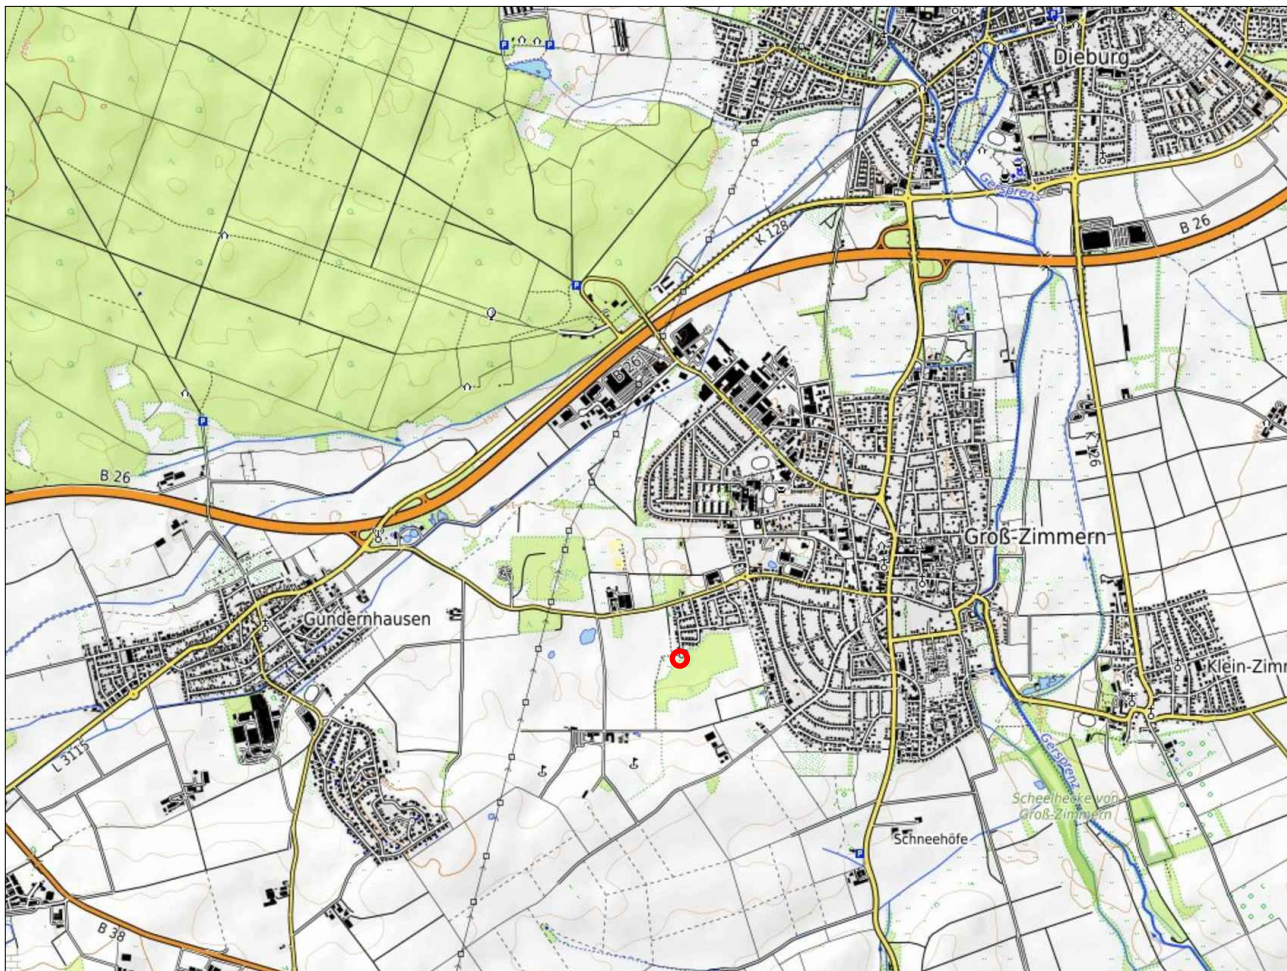 Dieburg
Gersprenz
K 128
B 26
B 26
K 126
B 26
Groß-Zimmern
Gundernhausen
Klein-Zimm
L 3115
Gersprenz
Scheelhecke von
Groß-Zimmern
Schneehöfe
B 38